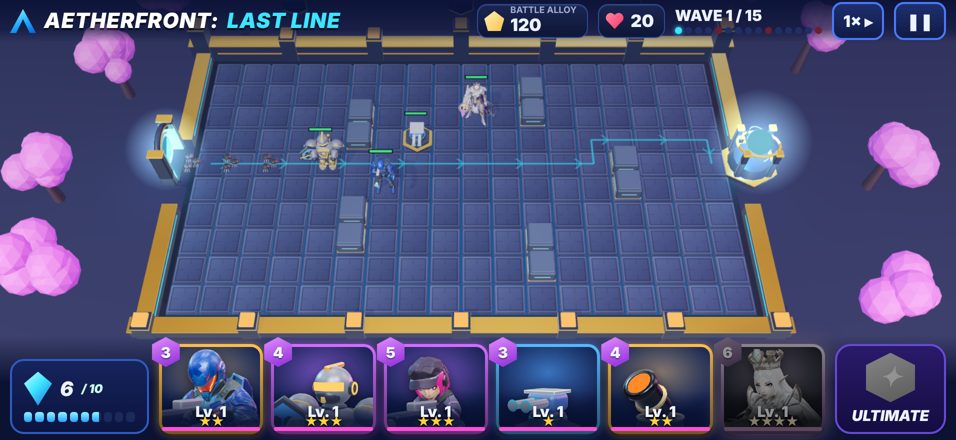 AETHERFRONT: LAST LINE
BATTLE ALLOY
120
20
WAVE 1 / 15
1×
6 / 10
3
Lv. 1
4
Lv. 1
5
Lv. 1
3
Lv. 1
4
Lv. 1
6
Lv. 1
ULTIMATE